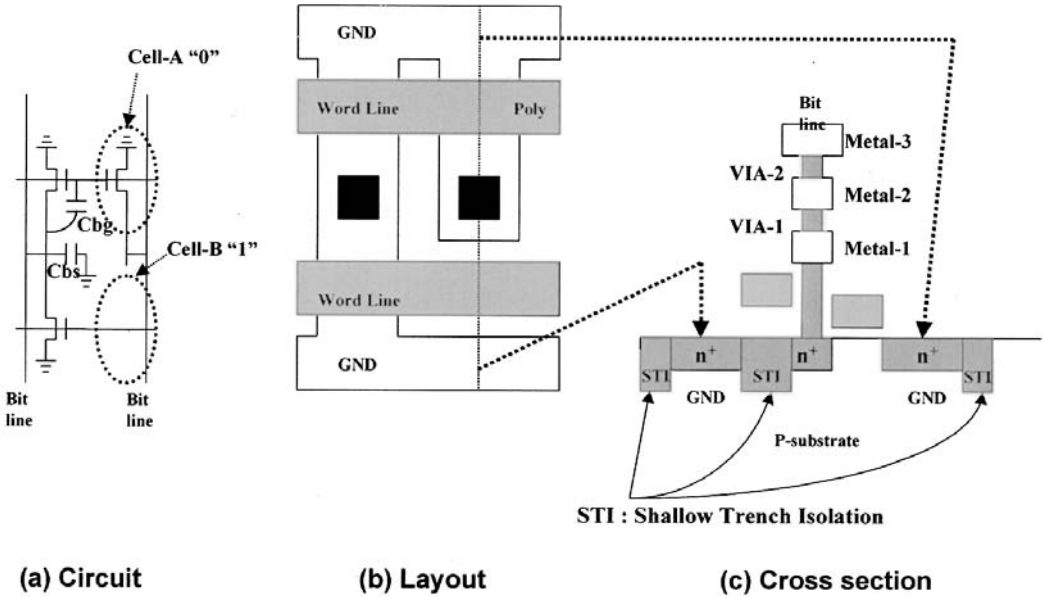 Cell-A “0”
Cbg
Cell-B “1”
Cbs
Bit
line
Bit
line
GND
Word Line
Poly
Word Line
GND
Bit
line
Metal-3
VIA-2
Metal-2
VIA-1
Metal-1
n+
n+
n+
STI
STI
STI
GND
GND
P-substrate
STI : Shallow Trench Isolation
(a) Circuit
(b) Layout
(c) Cross section